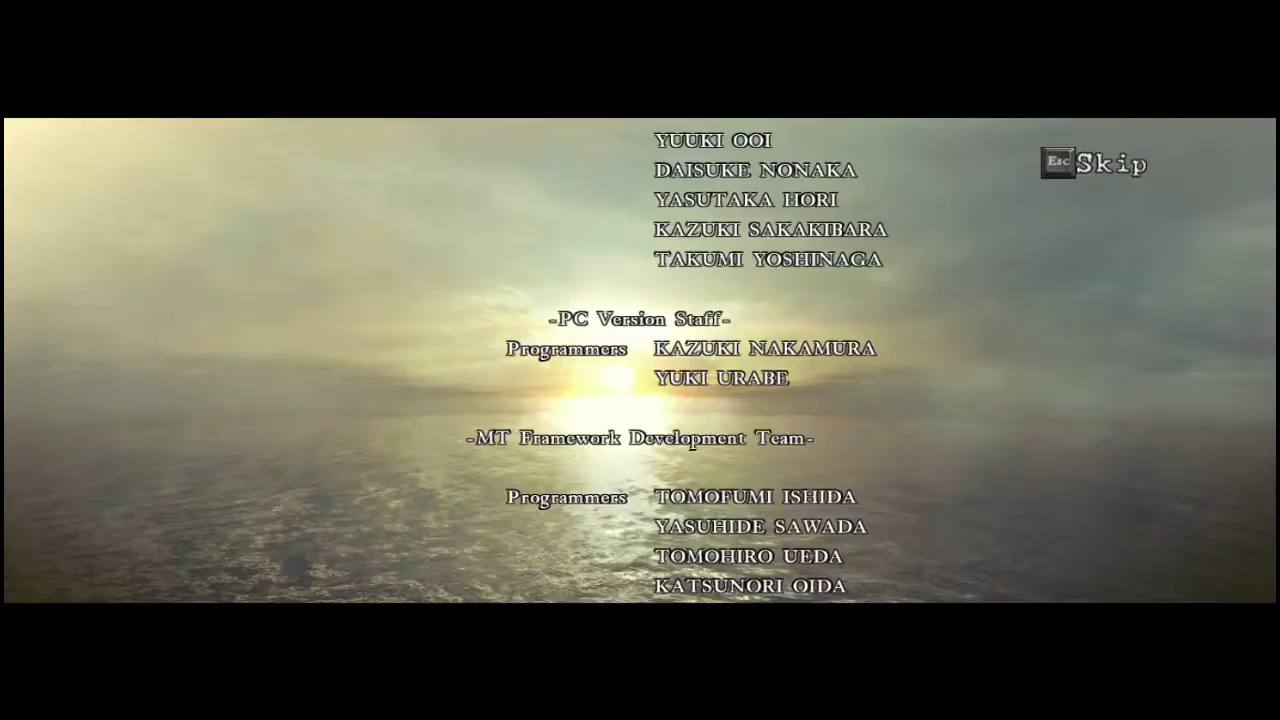 YUUKI OOI
Esc Skip
DAISUKE NONAKA
YASUTAKA HORI
KAZUKI SAKAKIBARA
TAKUMI YOSHINAGA
-PC Version Staff-
Programmers KAZUKI NAKAMURA
YUKI URABE
-MT Framework Development Team-
Programmers TOMOFUMI ISHIDA
YASUHIDE SAWADA
TOMOHIRO UEDA
KATSUNORI OIDA